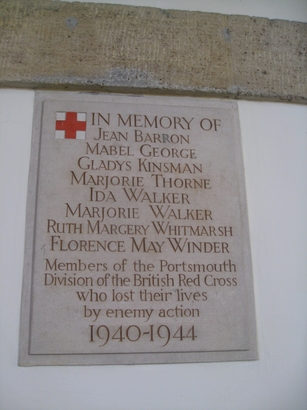 IN MEMORY OF
JEAN BARRON
MABEL GEORGE
GLADYS KINSMAN
MARJORIE THORNE
IDA WALKER
MARJORIE WALKER
RUTH MARGERY WHITMARSH
FLORENCE MAY WINDER
Members of the Portsmouth
Division of the British Red Cross
who lost their lives
by enemy action
1940-1944